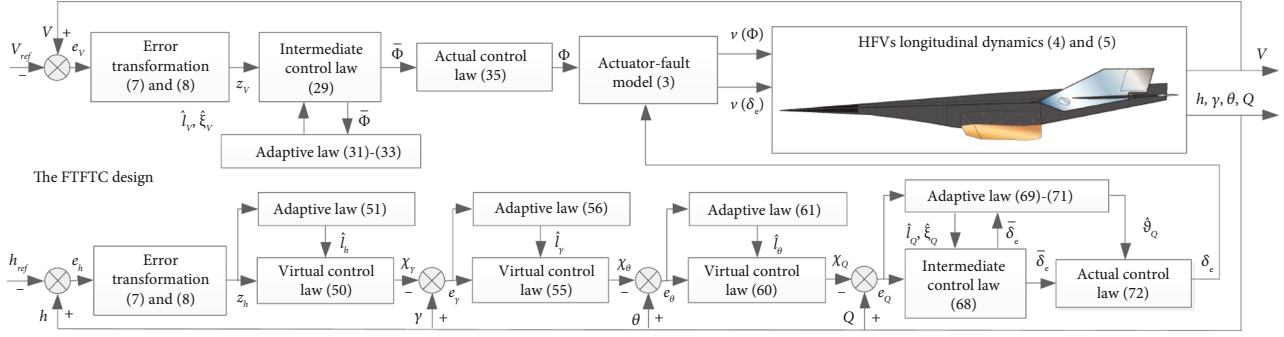 V
+
V_ref
−
e_V
Error
transformation
(7) and (8)
z_V
Intermediate
control law
(29)
Φ̄
Actual control
law (35)
Φ
Actuator-fault
model (3)
v (Φ)
v (δ_e)
HFVs longitudinal dynamics (4) and (5)
V
h, γ, θ, Q
l̂_V, ξ̂_V
Φ̄
Adaptive law (31)-(33)
The FTFTC design
h_ref
−
e_h
h
+
Error
transformation
(7) and (8)
z_h
Adaptive law (51)
l̂_h
Virtual control
law (50)
χ_γ
−
γ
+
e_γ
Adaptive law (56)
l̂_γ
Virtual control
law (55)
χ_θ
−
θ
+
e_θ
Adaptive law (61)
l̂_θ
Virtual control
law (60)
χ_Q
−
Q
+
e_Q
Adaptive law (69)-(71)
l̂_Q, ξ̂_Q
δ̄_e
Intermediate
control law
(68)
δ̄_e
ϑ̂_Q
Actual control
law (72)
δ_e